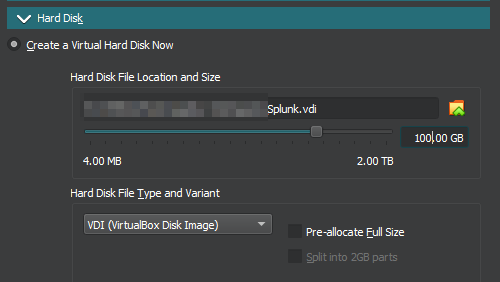 Hard Disk
Create a Virtual Hard Disk Now
Hard Disk File Location and Size
Splunk.vdi
100.00 GB
4.00 MB 2.00 TB
Hard Disk File Type and Variant
VDI (VirtualBox Disk Image) Pre-allocate Full Size
Split into 2GB parts